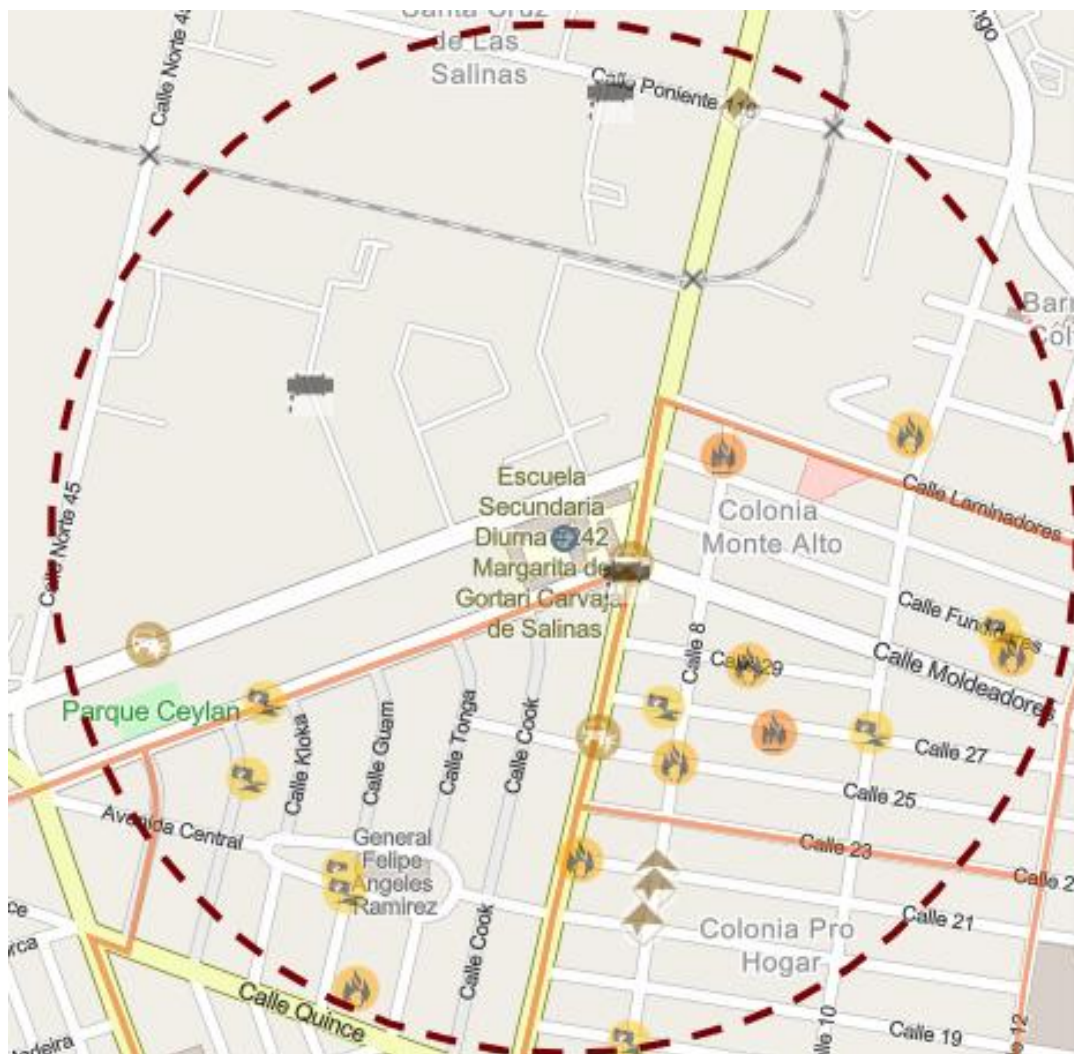 Santa Cruz
de Las
Salinas
Calle Norte 45
Calle Poniente 116
Calle Norte 45
Escuela
Secundaria
Diurna #242
Margarita de
Gortari Carvajal
de Salinas
Colonia
Monte Alto
Calle Laminadores
Calle Fundidores
Calle Moldeadores
Calle 8
Calle 29
Calle 27
Calle 25
Calle 23
Calle 21
Calle 19
Parque Ceylan
Calle Kioka
Calle Guam
Calle Tonga
Calle Cook
Calle Cook
Avenida Central
General
Felipe
Angeles
Ramirez
Colonia Pro
Hogar
Calle Quince